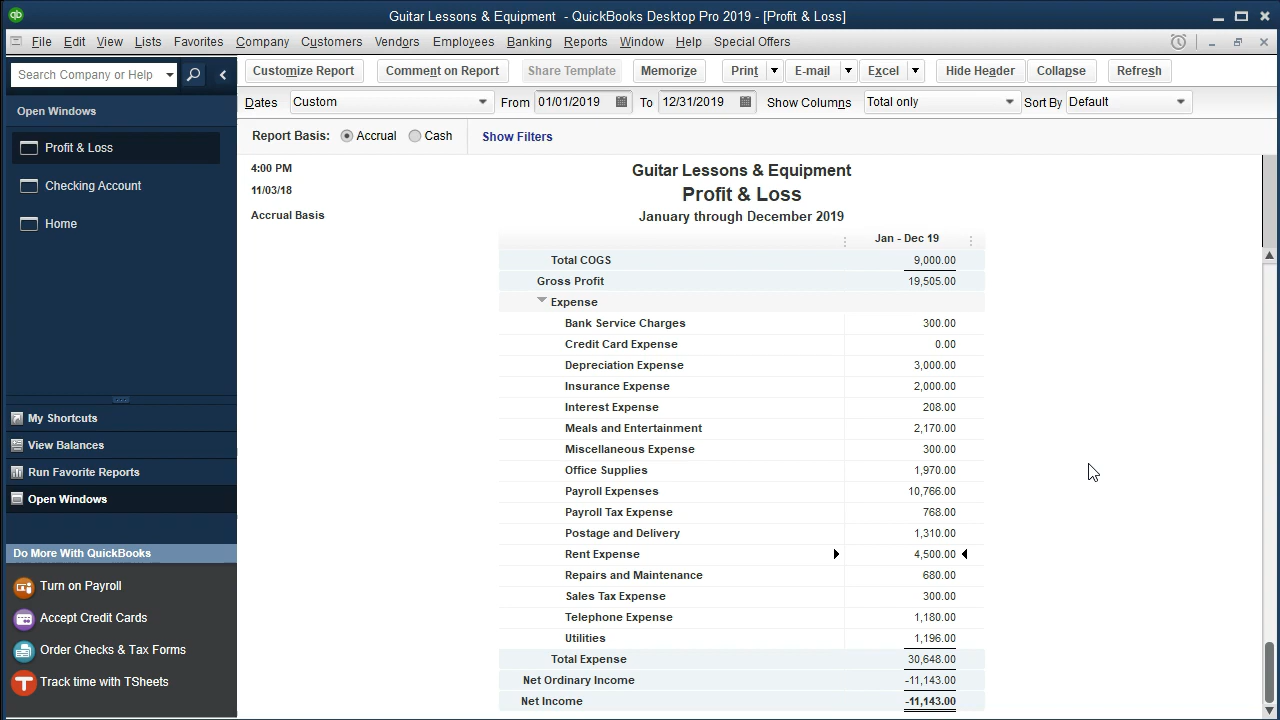 qb
Guitar Lessons & Equipment - QuickBooks Desktop Pro 2019 - [Profit & Loss]
File Edit View Lists Favorites Company Customers Vendors Employees Banking Reports Window Help Special Offers
Search Company or Help
Customize Report Comment on Report Share Template Memorize Print E-mail Excel Hide Header Collapse Refresh
Open Windows
Dates Custom From 01/01/2019 To 12/31/2019 Show Columns Total only Sort By Default
Report Basis: Accrual Cash Show Filters
Profit & Loss
Checking Account
Home
My Shortcuts
View Balances
Run Favorite Reports
Open Windows
Do More With QuickBooks
Turn on Payroll
Accept Credit Cards
Order Checks & Tax Forms
T Track time with TSheets
4:00 PM
11/03/18
Accrual Basis
Guitar Lessons & Equipment
Profit & Loss
January through December 2019
Jan - Dec 19
Total COGS 9,000.00
Gross Profit 19,505.00
Expense
Bank Service Charges 300.00
Credit Card Expense 0.00
Depreciation Expense 3,000.00
Insurance Expense 2,000.00
Interest Expense 208.00
Meals and Entertainment 2,170.00
Miscellaneous Expense 300.00
Office Supplies 1,970.00
Payroll Expenses 10,766.00
Payroll Tax Expense 768.00
Postage and Delivery 1,310.00
Rent Expense 4,500.00
Repairs and Maintenance 680.00
Sales Tax Expense 300.00
Telephone Expense 1,180.00
Utilities 1,196.00
Total Expense 30,648.00
Net Ordinary Income -11,143.00
Net Income -11,143.00